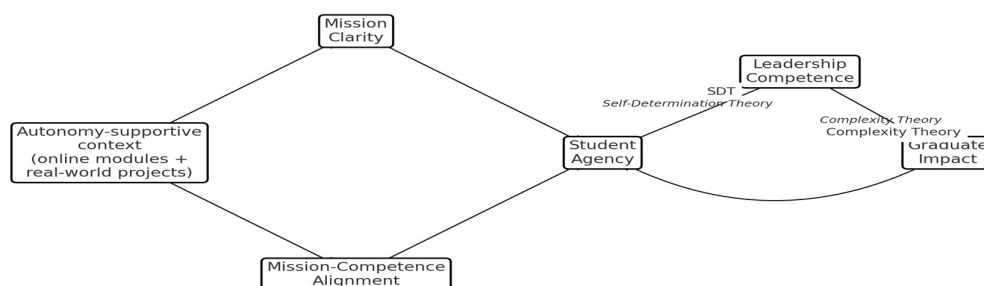 Mission
Clarity
Leadership
Competence
SDT
Self-Determination Theory
Complexity Theory
Complexity Theory
Autonomy-supportive
context
(online modules +
real-world projects)
Student
Agency
Graduate
Impact
Mission-Competence
Alignment